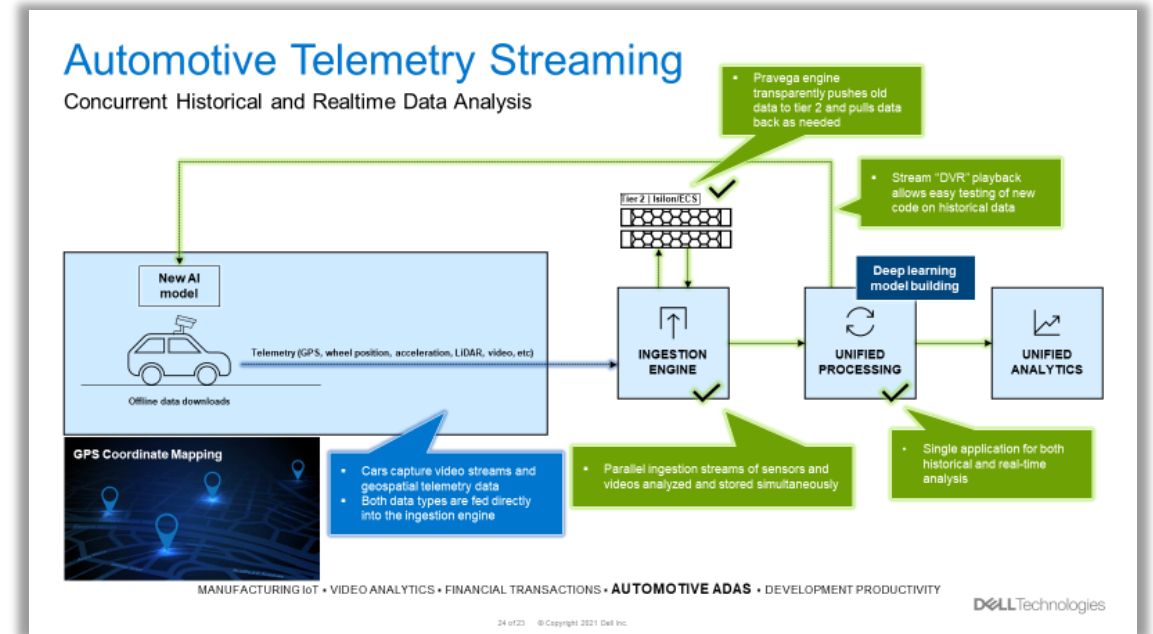 Automotive Telemetry Streaming
Concurrent Historical and Realtime Data Analysis
▪ Pravega engine
transparently pushes old
data to tier 2 and pulls data
back as needed
▪ Stream "DVR" playback
allows easy testing of new
code on historical data
Tier 2 | Isilon/ECS
New AI
model
Deep learning
model building
Telemetry (GPS, wheel position, acceleration, LiDAR, video, etc)
Offline data downloads
INGESTION
ENGINE
UNIFIED
PROCESSING
UNIFIED
ANALYTICS
GPS Coordinate Mapping
▪ Cars capture video streams and
geospatial telemetry data
▪ Both data types are fed directly
into the ingestion engine
▪ Parallel ingestion streams of sensors and
videos analyzed and stored simultaneously
• Single application for both
historical and real-time
analysis
MANUFACTURING IoT • VIDEO ANALYTICS • FINANCIAL TRANSACTIONS • AUTOMOTIVE ADAS • DEVELOPMENT PRODUCTIVITY
DELLTechnologies
24 of 23 © Copyright 2021 Dell Inc.